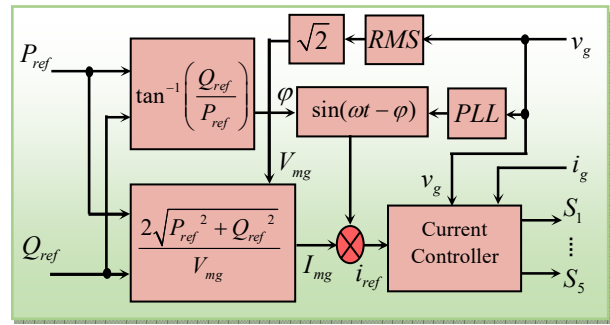 √2
RMS
v_g
P_ref
tan⁻¹(Q_ref / P_ref)
φ
sin(ωt − φ)
PLL
V_mg
v_g
i_g
2√(P_ref² + Q_ref²) / V_mg
Current
Controller
S_1
Q_ref
I_mg
i_ref
S_5